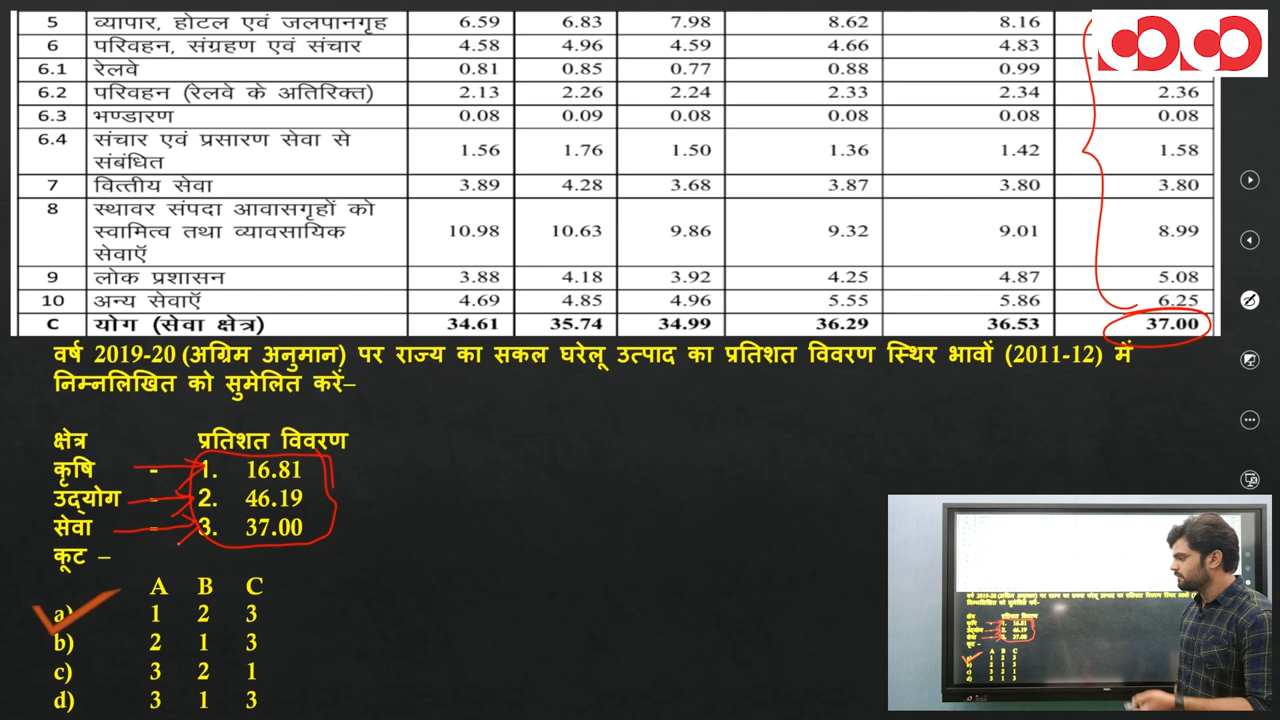 5 व्यापार, होटल एवं जलपानगृह 6.59 6.83 7.98 8.62 8.16
6 परिवहन, संग्रहण एवं संचार 4.58 4.96 4.59 4.66 4.83
6.1 रेलवे 0.81 0.85 0.77 0.88 0.99
6.2 परिवहन (रेलवे के अतिरिक्त) 2.13 2.26 2.24 2.33 2.34 2.36
6.3 भण्डारण 0.08 0.09 0.08 0.08 0.08 0.08
6.4 संचार एवं प्रसारण सेवा से
संबंधित 1.56 1.76 1.50 1.36 1.42 1.58
7 वित्तीय सेवा 3.89 4.28 3.68 3.87 3.80 3.80
8 स्थावर संपदा आवासगृहों को
स्वामित्व तथा व्यावसायिक 10.98 10.63 9.86 9.32 9.01 8.99
सेवाऍ
9 लोक प्रशासन 3.88 4.18 3.92 4.25 4.87 5.08
10 अन्य सेवाऍ 4.69 4.85 4.96 5.55 5.86 6.25
C योग (सेवा क्षेत्र) 34.61 35.74 34.99 36.29 36.53 37.00
वर्ष 2019-20 (अग्रिम अनुमान) पर राज्य का सकल घरेलू उत्पाद का प्रतिशत विवरण स्थिर भावों (2011-12) में
निम्नलिखित को सुमेलित करें–
क्षेत्र प्रतिशत विवरण
कृषि - 1. 16.81
उद्योग - 2. 46.19
सेवा - 3. 37.00
कूट –
A B C
a) 1 2 3
b) 2 1 3
c) 3 2 1
d) 3 1 3